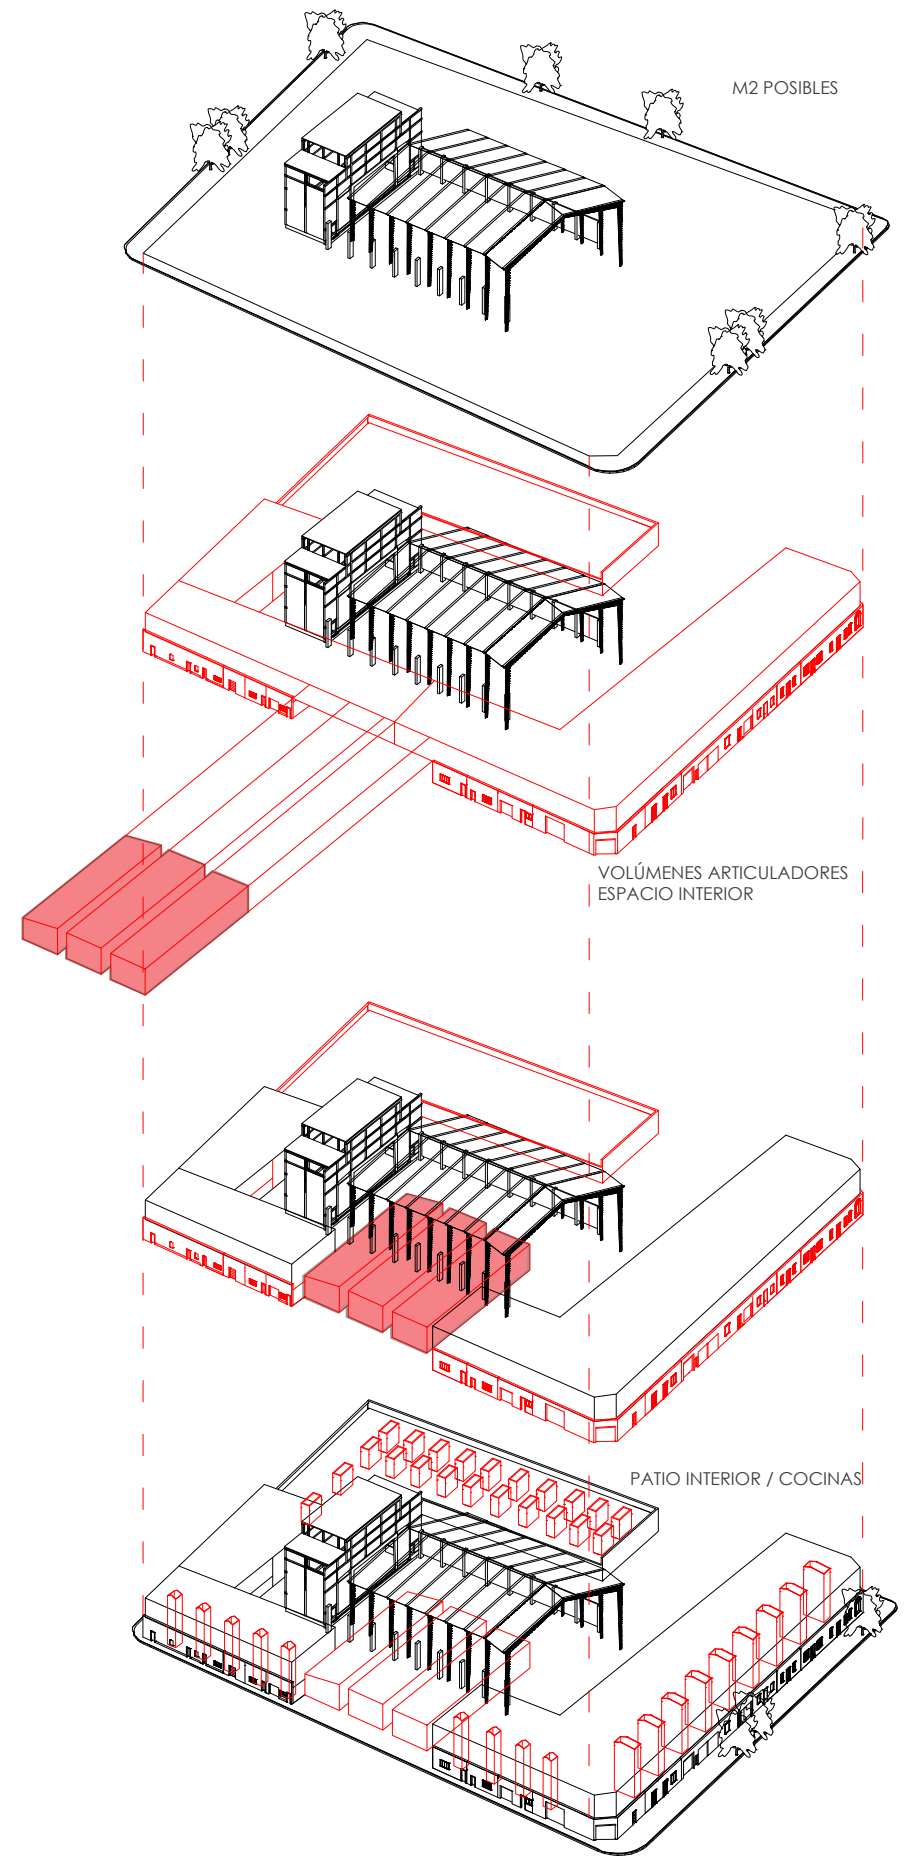 M2 POSIBLES
VOLÚMENES ARTICULADORES
ESPACIO INTERIOR
PATIO INTERIOR / COCINAS